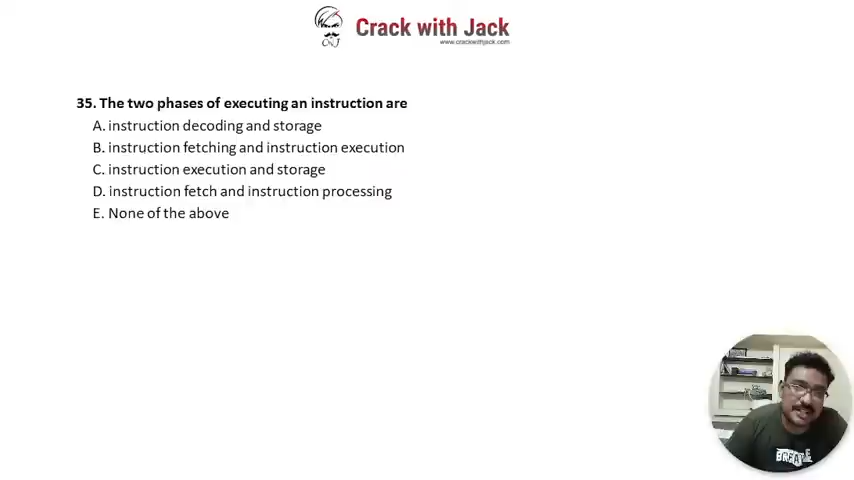 Crack with Jack
www.crackwithjack.com
CWJ
35. The two phases of executing an instruction are
A. instruction decoding and storage
B. instruction fetching and instruction execution
C. instruction execution and storage
D. instruction fetch and instruction processing
E. None of the above